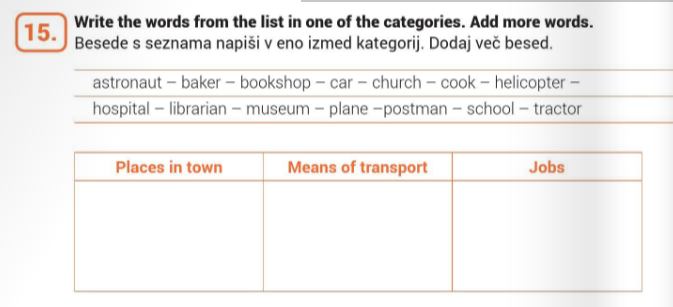 15.
Write the words from the list in one of the categories. Add more words.
Besede s seznama napiši v eno izmed kategorij. Dodaj več besed.
astronaut – baker – bookshop – car – church – cook – helicopter –
hospital – librarian – museum – plane –postman – school – tractor
Places in town Means of transport Jobs